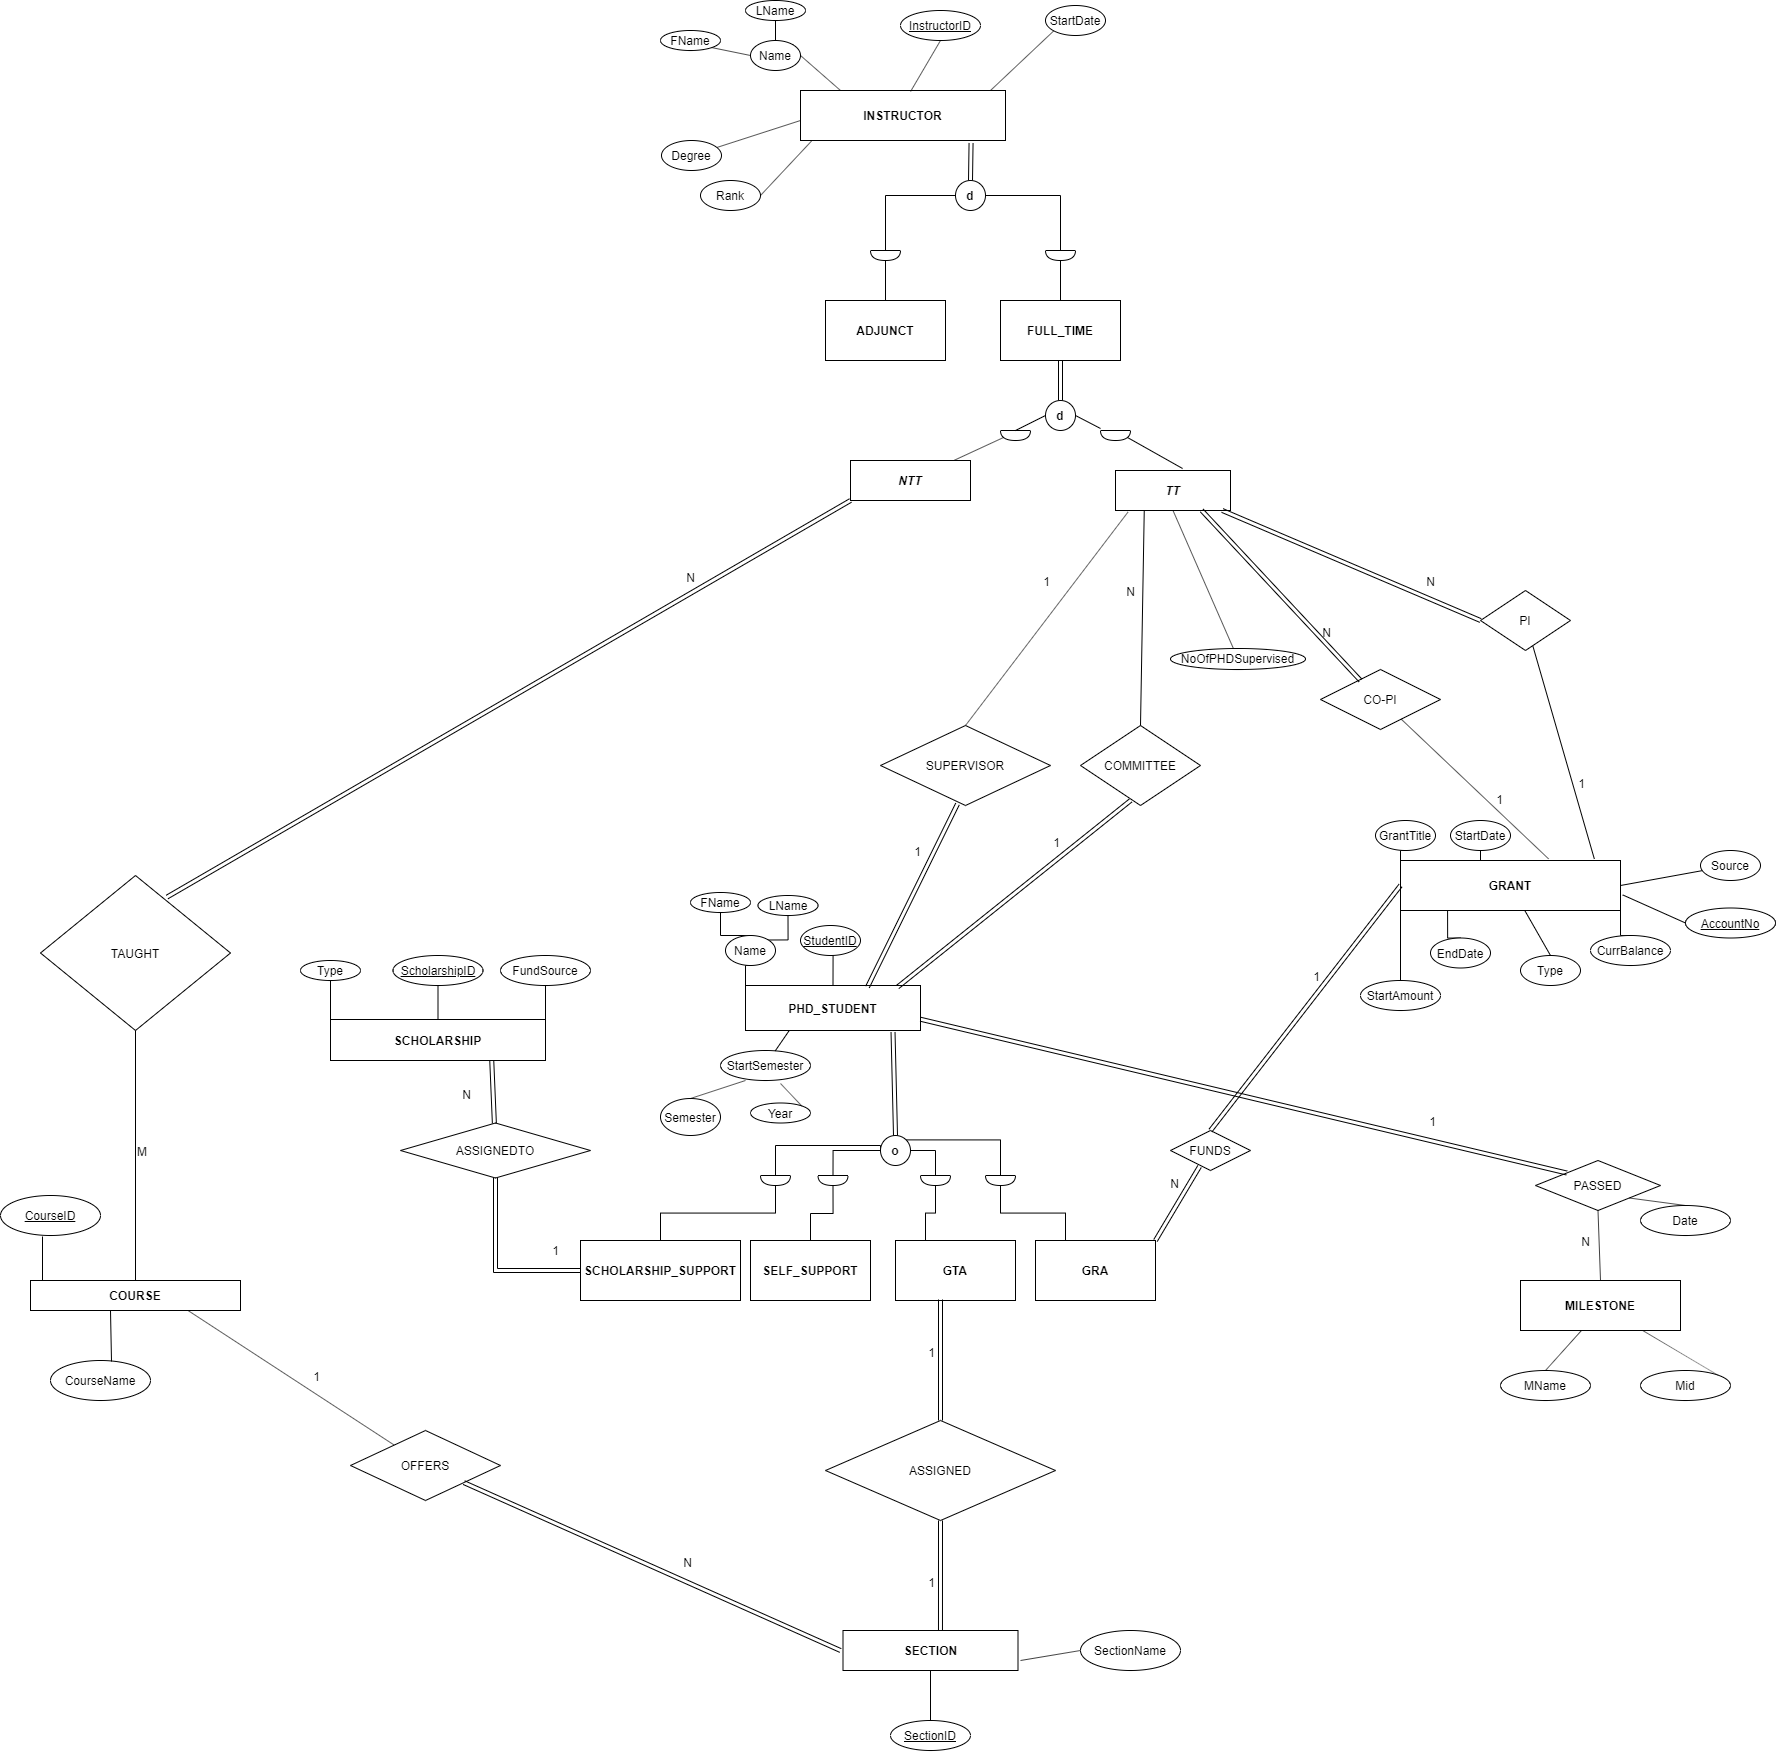 LName
FName
Name
InstructorID
StartDate
INSTRUCTOR
Degree
Rank
d
ADJUNCT
FULL_TIME
d
NTT
TT
N
1
N
N
N
PI
NoOfPHDSupervised
CO-PI
SUPERVISOR
COMMITTEE
1
1
1
1
GrantTitle
StartDate
Source
GRANT
AccountNo
CurrBalance
EndDate
Type
StartAmount
FName
LName
Name
StudentID
TAUGHT
Type
ScholarshipID
FundSource
PHD_STUDENT
SCHOLARSHIP
StartSemester
Semester
Year
N
1
1
M
ASSIGNEDTO
o
FUNDS
N
PASSED
Date
CourseID
1
N
SCHOLARSHIP_SUPPORT
SELF_SUPPORT
GTA
GRA
COURSE
MILESTONE
CourseName
1
1
MName
Mid
OFFERS
ASSIGNED
N
1
SECTION
SectionName
SectionID